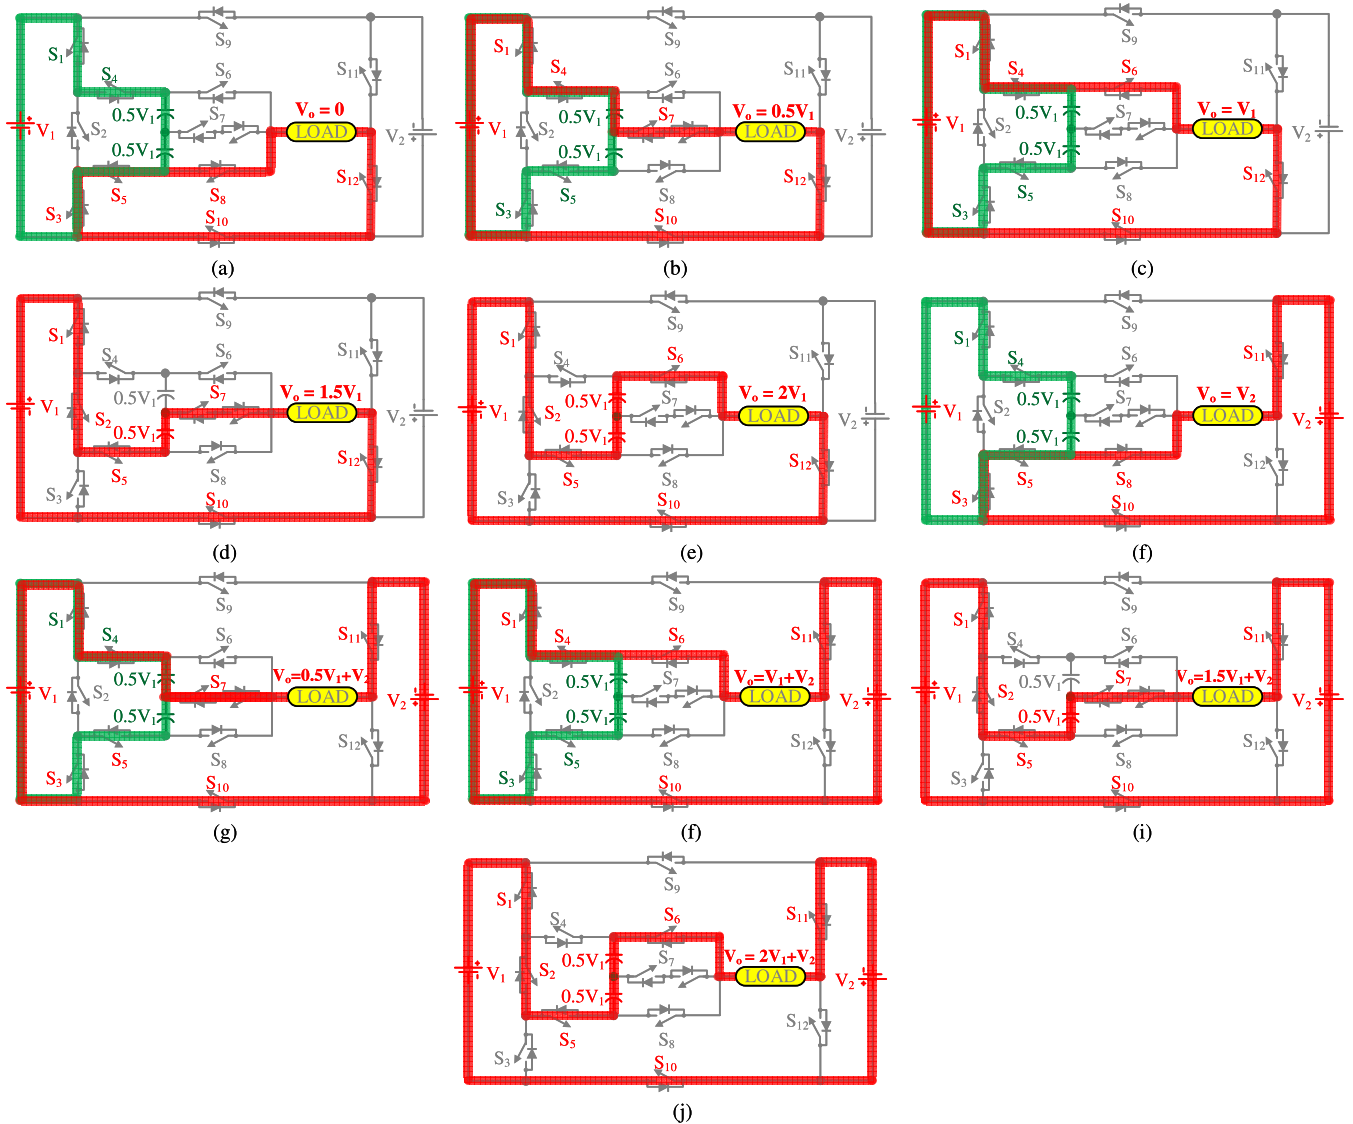 S9
S1 S4 S6 S11
0.5V1 Vo = 0
V1 S2 S7 LOAD V2
0.5V1
S5 S8 S12
S3 S10
(a)
S9
S1 S4 S6 S11
0.5V1 Vo = 0.5V1
V1 S2 S7 LOAD V2
0.5V1
S5 S8 S12
S3 S10
(b)
S9
S1 S4 S6 S11
0.5V1 Vo = V1
V1 S2 S7 LOAD V2
0.5V1
S5 S8 S12
S3 S10
(c)
S9
S1 S4 S6 S11
0.5V1 Vo = 1.5V1
V1 S2 S7 LOAD V2
0.5V1
S5 S8 S12
S3 S10
(d)
S9
S1 S4 S6 S11
0.5V1 Vo = 2V1
V1 S2 S7 LOAD V2
0.5V1
S5 S8 S12
S3 S10
(e)
S9
S1 S4 S6 S11
0.5V1 Vo = V2
V1 S2 S7 LOAD V2
0.5V1
S5 S8 S12
S3 S10
(f)
S9
S1 S4 S6 S11
0.5V1 Vo=0.5V1+V2
V1 S2 S7 LOAD V2
0.5V1
S5 S8 S12
S3 S10
(g)
S9
S1 S4 S6 S11
0.5V1 Vo=V1+V2
V1 S2 S7 LOAD V2
0.5V1
S5 S8 S12
S3 S10
(f)
S9
S1 S4 S6 S11
0.5V1 Vo=1.5V1+V2
V1 S2 S7 LOAD V2
0.5V1
S5 S8 S12
S3 S10
(i)
S9
S1 S4 S6 S11
0.5V1 Vo = 2V1+V2
V1 S2 S7 LOAD V2
0.5V1
S5 S8 S12
S3 S10
(j)